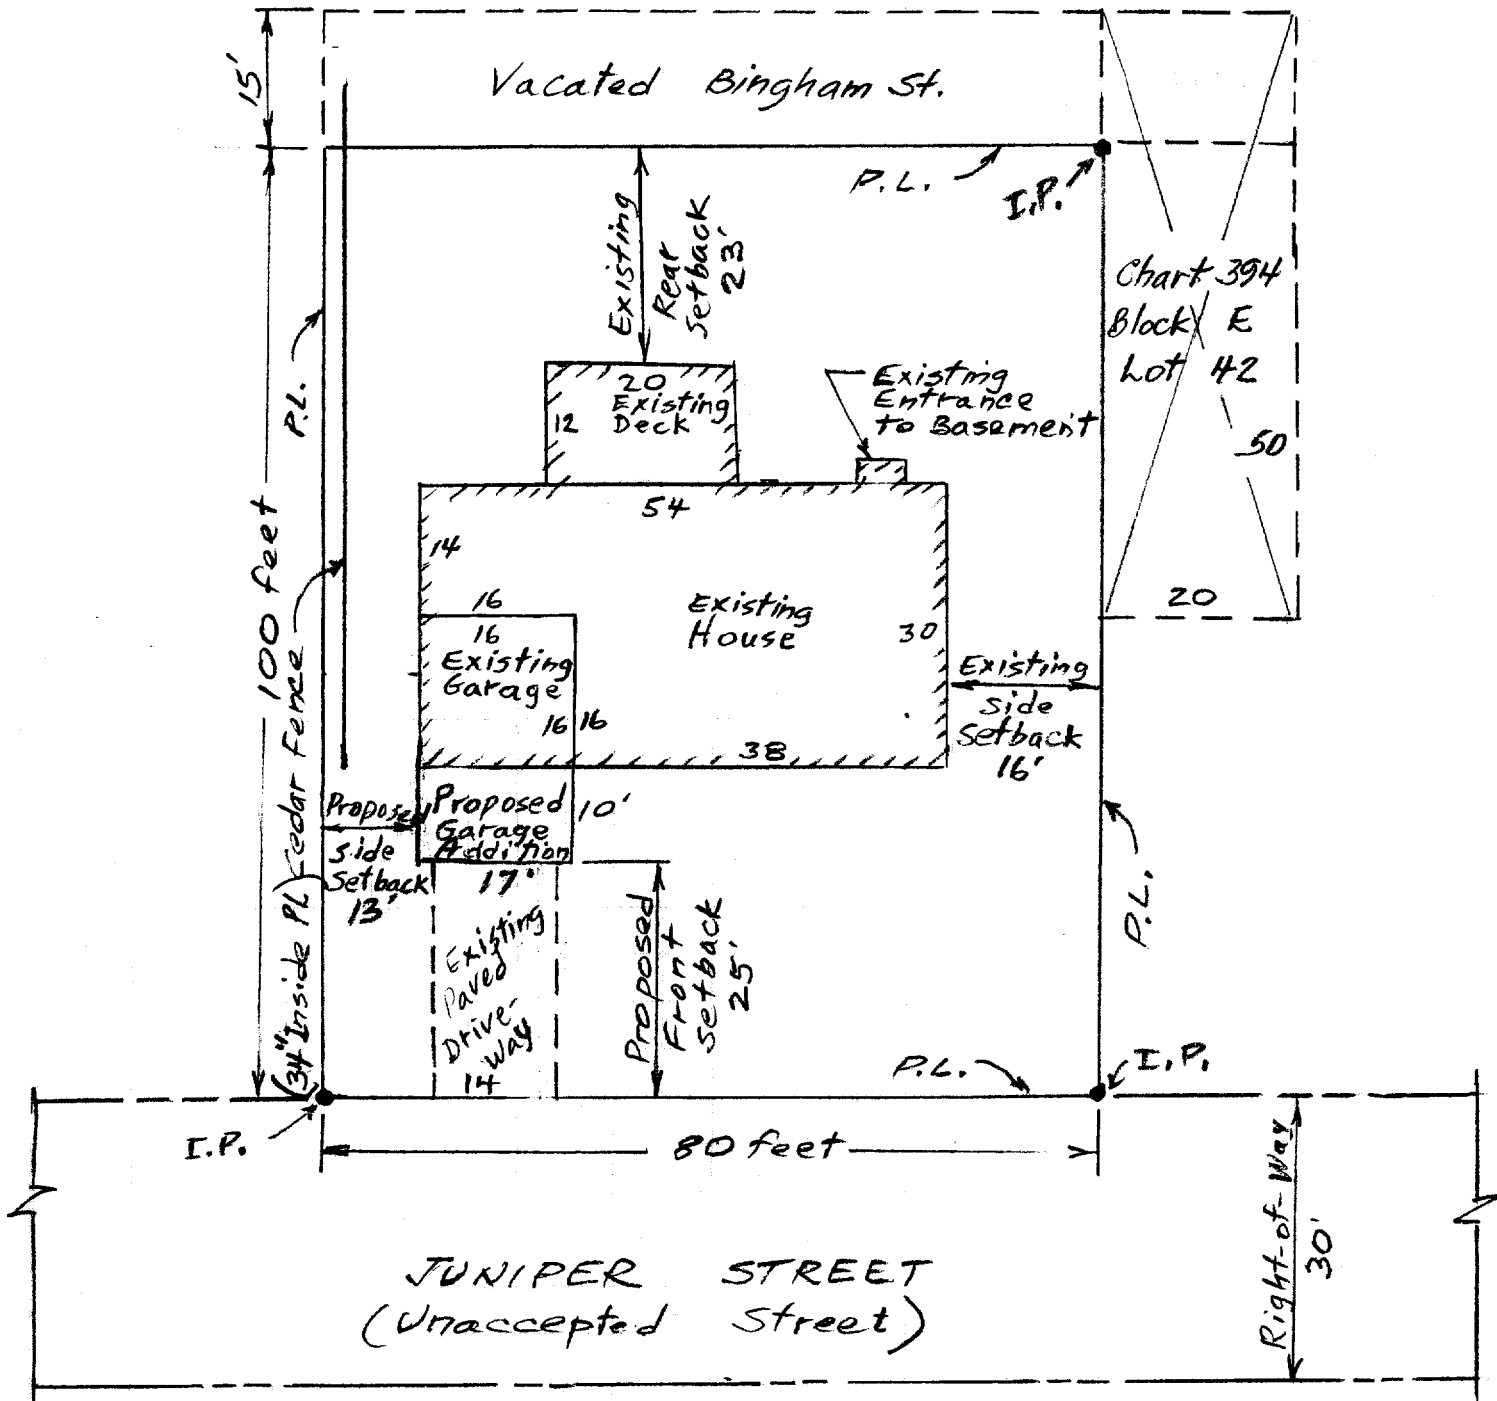 15'
Vacated Bingham St.
P.L.
I.P.
Existing
Rear
Setback
23'
Chart 394
Block E
Lot 42
50
20
P.L.
20
Existing
Deck
12
Existing
Entrance
to Basement
54
14
16
16
Existing
Garage
16
16
Existing
House
30
38
Existing
Side
Setback
16'
100 feet
Cedar Fence
(34" Inside PL)
Proposed
Side
Setback
13'
Proposed
Garage
Addition
10'
17'
Existing
Paved
Drive-
Way
14
Proposed
Front
Setback
25'
P.L.
P.L.
I.P.
I.P.
80 feet
Right-of-Way
30'
JUNIPER STREET
(Unaccepted Street)